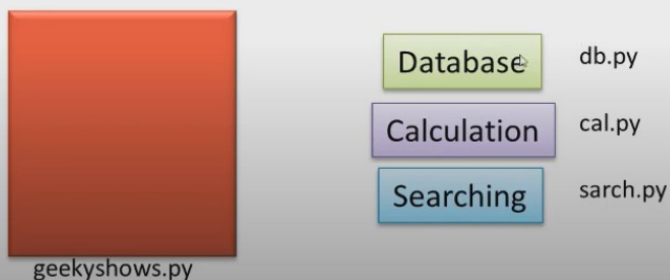 Database
db.py
Calculation
cal.py
Searching
sarch.py
geekyshows.py